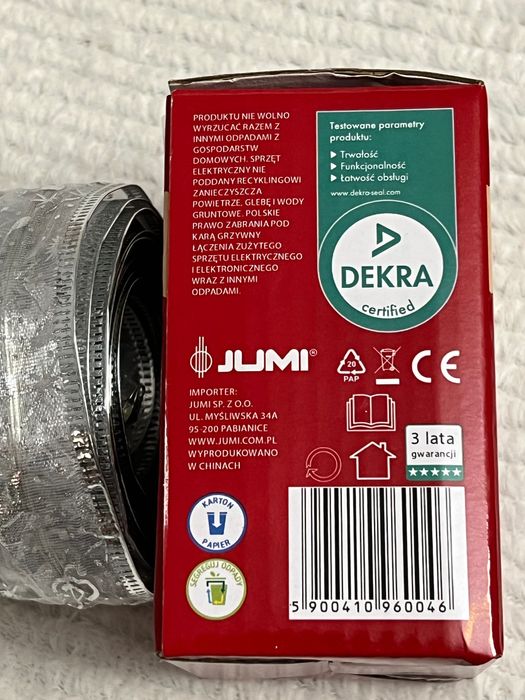 PRODUKTU NIE WOLNO
WYRZUCAĆ RAZEM Z
INNYMI ODPADAMI Z
GOSPODARSTW
DOMOWYCH. SPRZĘT
ELEKTRYCZNY NIE
PODDANY RECYKLINGOWI
ZANIECZYSZCZA
POWIETRZE, GLEBĘ I WODY
GRUNTOWE. POLSKIE
PRAWO ZABRANIA POD
KARĄ GRZYWNY
ŁĄCZENIA ZUŻYTEGO
SPRZĘTU ELEKTRYCZNEGO
I ELEKTRONICZNEGO
WRAZ Z INNYMI
ODPADAMI.
Testowane parametry
produktu:
Trwałość
Funkcjonalność
Łatwość obsługi
www.dekra-seal.com
DEKRA
certified
JUMI®
20
PAP
CE
IMPORTER:
JUMI SP. Z O.O.
UL. MYŚLIWSKA 34A
95-200 PABIANICE
WWW.JUMI.COM.PL
WYPRODUKOWANO
W CHINACH
3 lata
gwarancji
KARTON
PAPIER
SEGREGUJ ODPADY
5 900410 960046